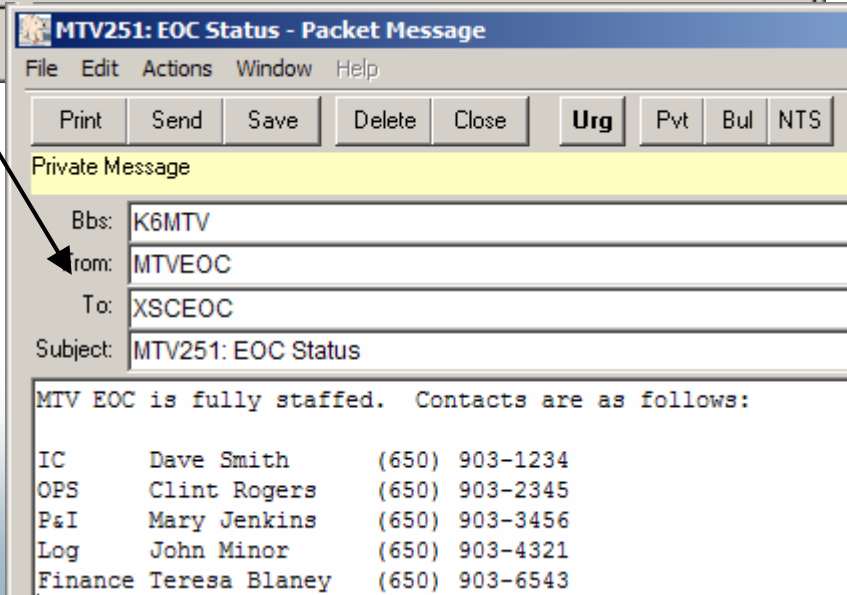 MTV251: EOC Status - Packet Message
File Edit Actions Window Help
Print Send Save Delete Close Urg Pvt Bul NTS
Private Message
Bbs: K6MTV
From: MTVEOC
To: XSCEOC
Subject: MTV251: EOC Status
MTV EOC is fully staffed. Contacts are as follows:
IC Dave Smith (650) 903-1234
OPS Clint Rogers (650) 903-2345
P&I Mary Jenkins (650) 903-3456
Log John Minor (650) 903-4321
Finance Teresa Blaney (650) 903-6543